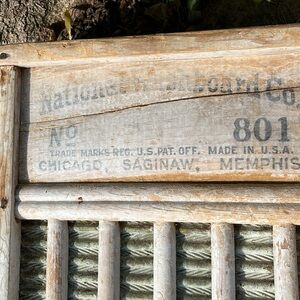 National Washboard Co.
No 801
TRADE MARKS REG. U.S. PAT. OFF. MADE IN U.S.A.
CHICAGO, SAGINAW, MEMPHIS